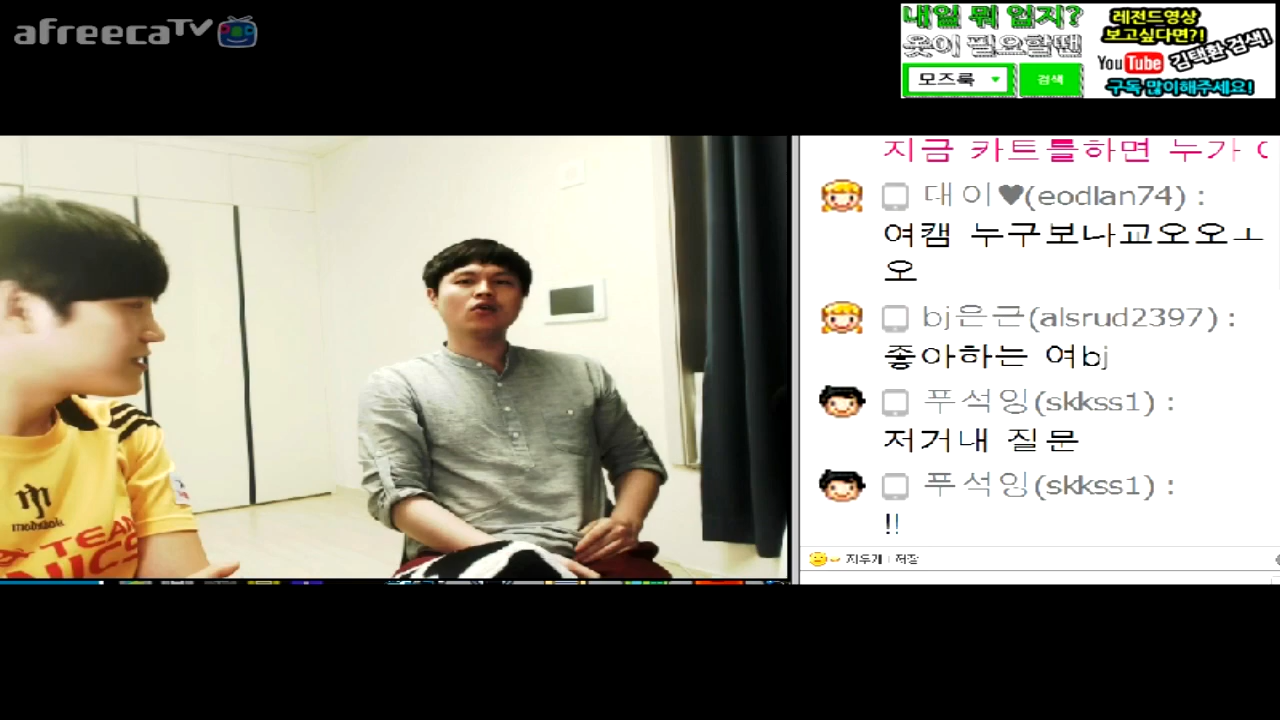 afreecaTV
내일 뭐 입지?
옷이 필요할땐
모즈룩
검색
레전드영상
보고싶다면?!
YouTube 김택환 검색!
구독 많이해주세요!
지금 카트를하면 누가
대이♥(eodlan74) :
여캠 누구보나교오오ㅗ
오
bj은근(alsrud2397) :
좋아하는 여bj
푸석잉(skkss1) :
저거내 질문
푸석잉(skkss1) :
!!
지우개 | 저장
TEAM